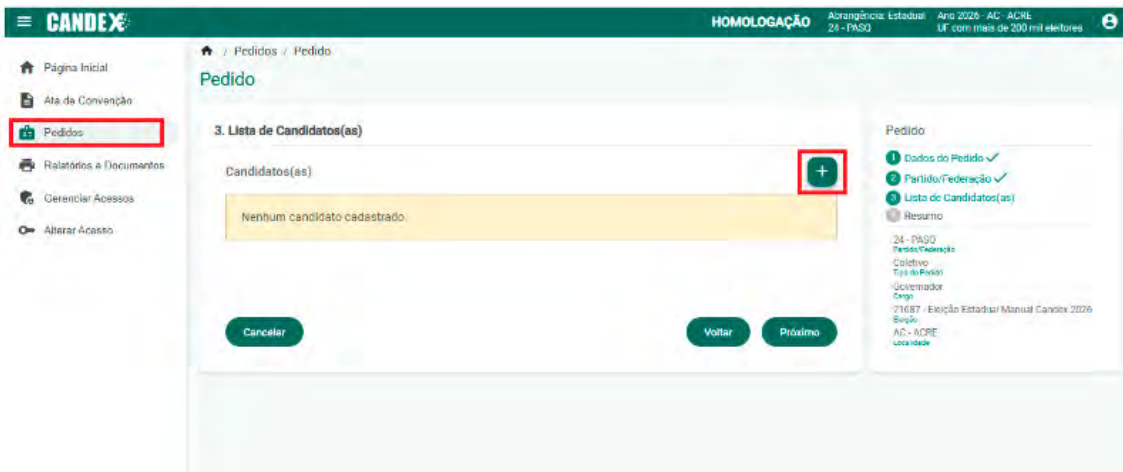 CANDEX
HOMOLOGAÇÃO
Abrangência: Estadual
24 - PASQ
Ano 2026 - AC - ACRE
UF com mais de 200 mil eleitores
Página Inicial
Ata de Convenção
Pedidos
Relatórios e Documentos
Gerenciar Acessos
Alterar Acesso
/ Pedidos / Pedido
Pedido
3. Lista de Candidatos(as)
Candidatos(as)
+
Nenhum candidato cadastrado.
Cancelar
Voltar
Próximo
Pedido
1 Dados do Pedido
2 Partido/Federação
3 Lista de Candidatos(as)
4 Resumo
24 - PASQ
Partido/Federação
Coletivo
Tipo do Pedido
Governador
Cargo
21687 - Eleição Estadual Manual Candex 2026
Eleição
AC - ACRE
Localidade